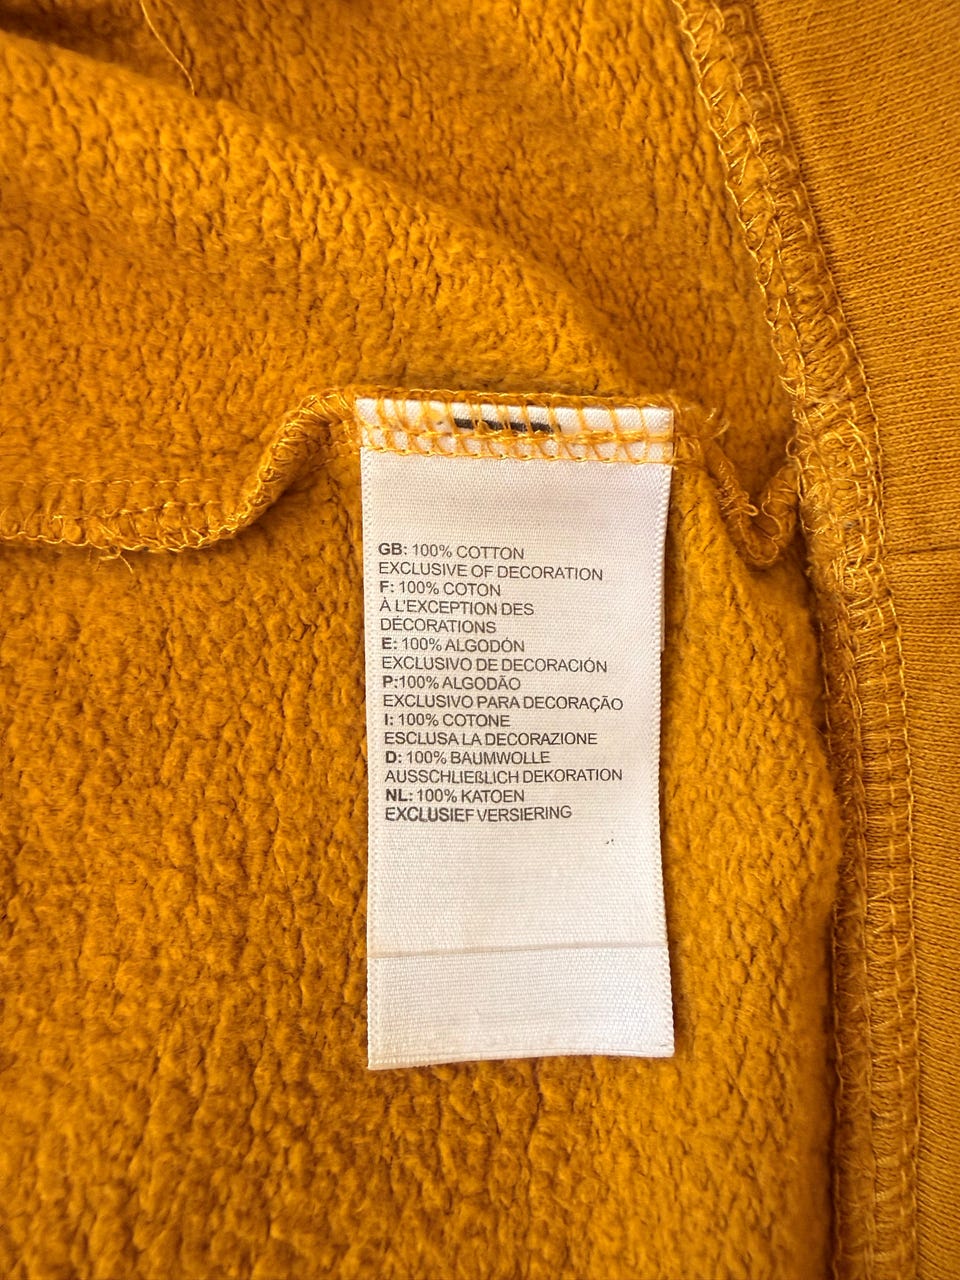 GB: 100% COTTON
EXCLUSIVE OF DECORATION
F: 100% COTON
À L'EXCEPTION DES
DÉCORATIONS
E: 100% ALGODÓN
EXCLUSIVO DE DECORACIÓN
P:100% ALGODÃO
EXCLUSIVO PARA DECORAÇÃO
I: 100% COTONE
ESCLUSA LA DECORAZIONE
D: 100% BAUMWOLLE
AUSSCHLIEßLICH DEKORATION
NL: 100% KATOEN
EXCLUSIEF VERSIERING